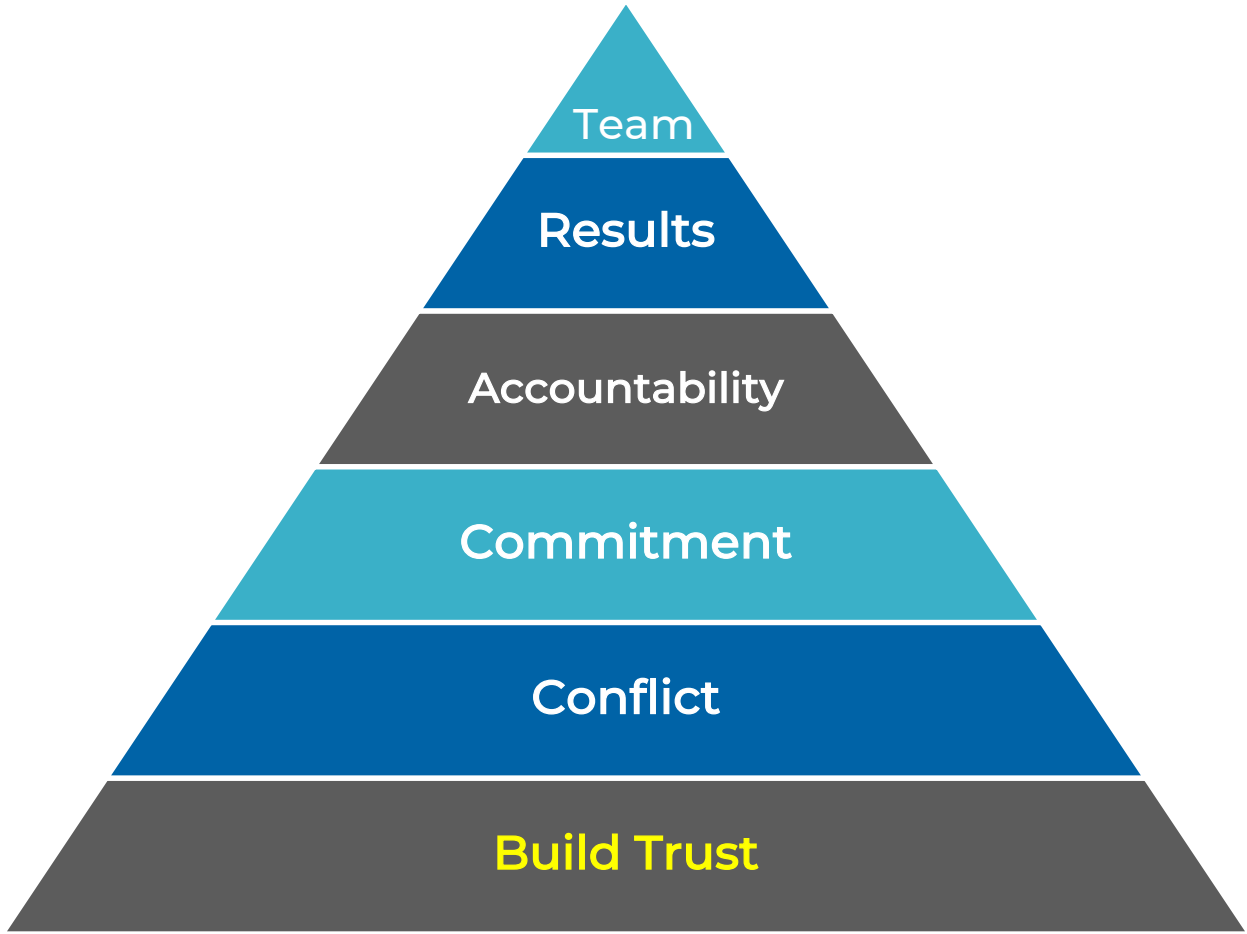 Team
Results
Accountability
Commitment
Conflict
Build Trust